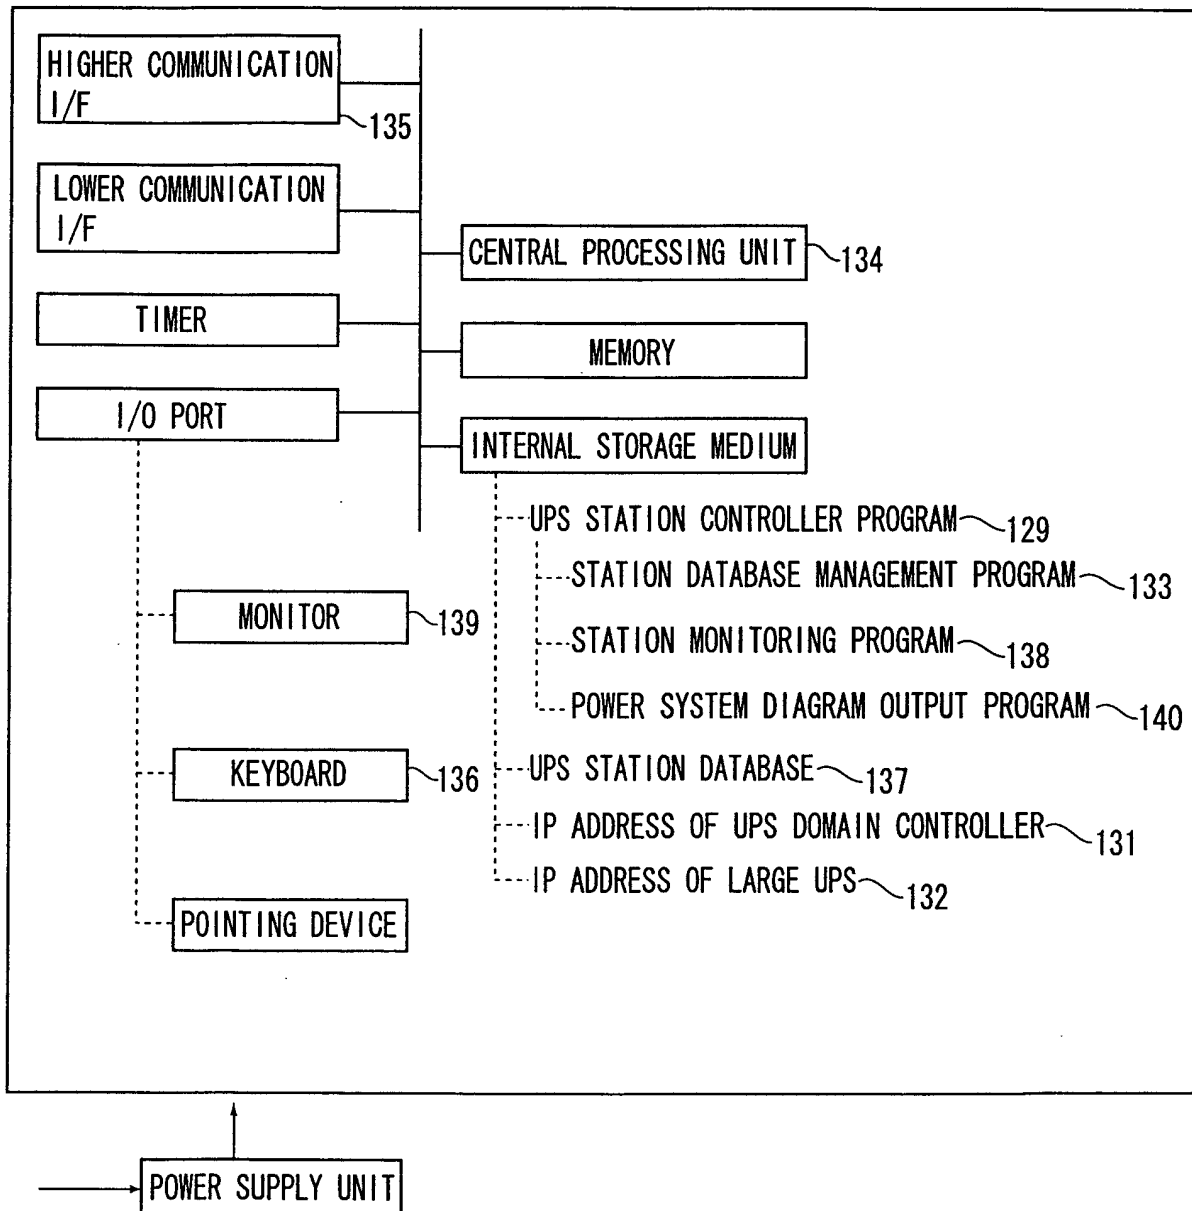 HIGHER COMMUNICATION
I/F
135
LOWER COMMUNICATION
I/F
CENTRAL PROCESSING UNIT
134
TIMER
MEMORY
I/O PORT
INTERNAL STORAGE MEDIUM
UPS STATION CONTROLLER PROGRAM
129
STATION DATABASE MANAGEMENT PROGRAM
133
MONITOR
139
STATION MONITORING PROGRAM
138
POWER SYSTEM DIAGRAM OUTPUT PROGRAM
140
KEYBOARD
136
UPS STATION DATABASE
137
IP ADDRESS OF UPS DOMAIN CONTROLLER
131
IP ADDRESS OF LARGE UPS
132
POINTING DEVICE
POWER SUPPLY UNIT